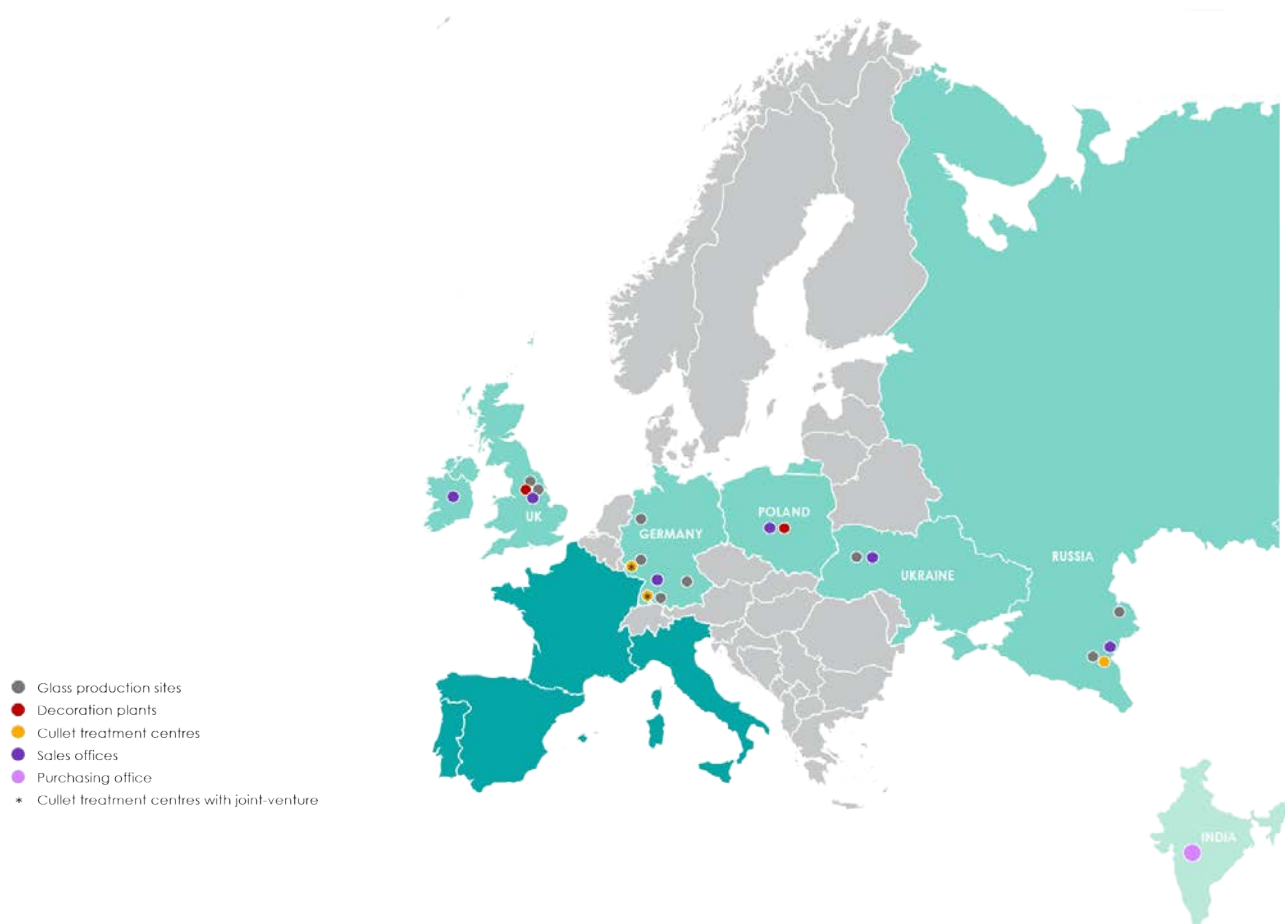 UK
GERMANY
POLAND
UKRAINE
RUSSIA
Glass production sites
Decoration plants
Cullet treatment centres
Sales offices
Purchasing office
* Cullet treatment centres with joint-venture
INDIA